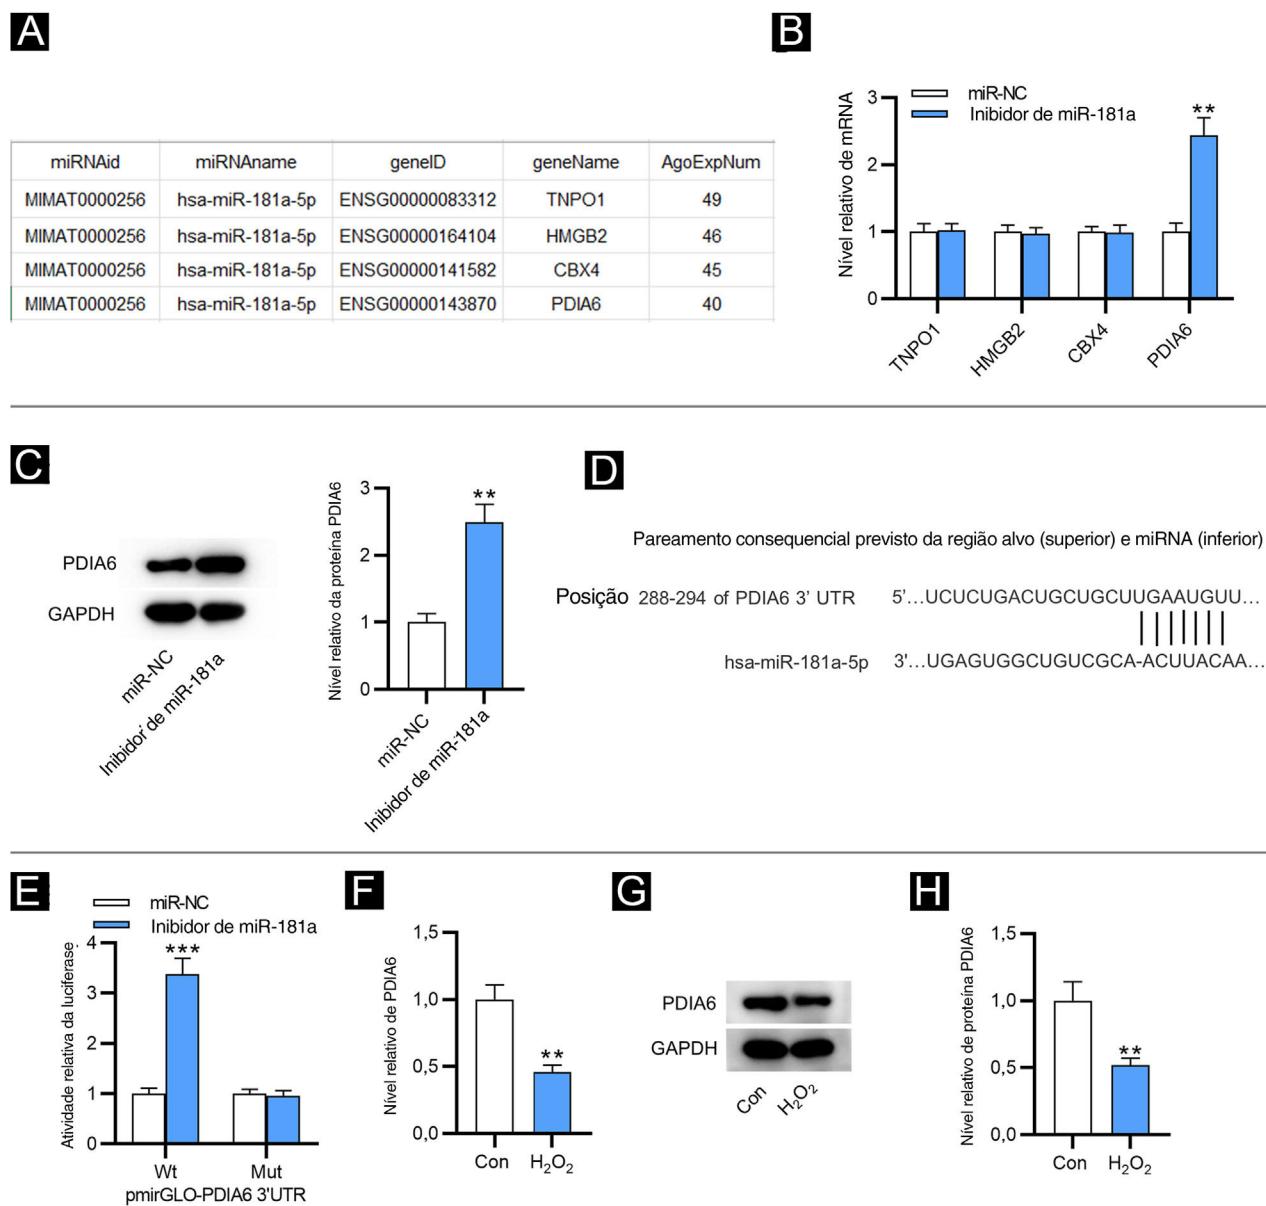 A
miRNAid miRNAname geneID geneName AgoExpNum
MIMAT0000256 hsa-miR-181a-5p ENSG00000083312 TNPO1 49
MIMAT0000256 hsa-miR-181a-5p ENSG00000164104 HMGB2 46
MIMAT0000256 hsa-miR-181a-5p ENSG00000141582 CBX4 45
MIMAT0000256 hsa-miR-181a-5p ENSG00000143870 PDIA6 40
B
miR-NC
Inibidor de miR-181a
Nível relativo de mRNA
3
2
1
0
**
TNPO1 HMGB2 CBX4 PDIA6
C
PDIA6
GAPDH
miR-NC
Inibidor de miR-181a
Nível relativo da proteína PDIA6
3
2
1
0
**
miR-NC
Inibidor de miR-181a
D
Pareamento consequencial previsto da região alvo (superior) e miRNA (inferior)
Posição 288-294 of PDIA6 3' UTR 5'...UCUCUGACUGCUGCUUGAAUGUU...
hsa-miR-181a-5p 3'...UGAGUGGCUGUCGCA-ACUUACAA...
E
miR-NC
Inibidor de miR-181a
Atividade relativa da luciferase
4
3
2
1
0
***
Wt Mut
pmirGLO-PDIA6 3'UTR
F
Nível relativo de PDIA6
1,5
1,0
0,5
0,0
**
Con H₂O₂
G
PDIA6
GAPDH
Con H₂O₂
H
Nível relativo de proteína PDIA6
1,5
1,0
0,5
0,0
**
Con H₂O₂